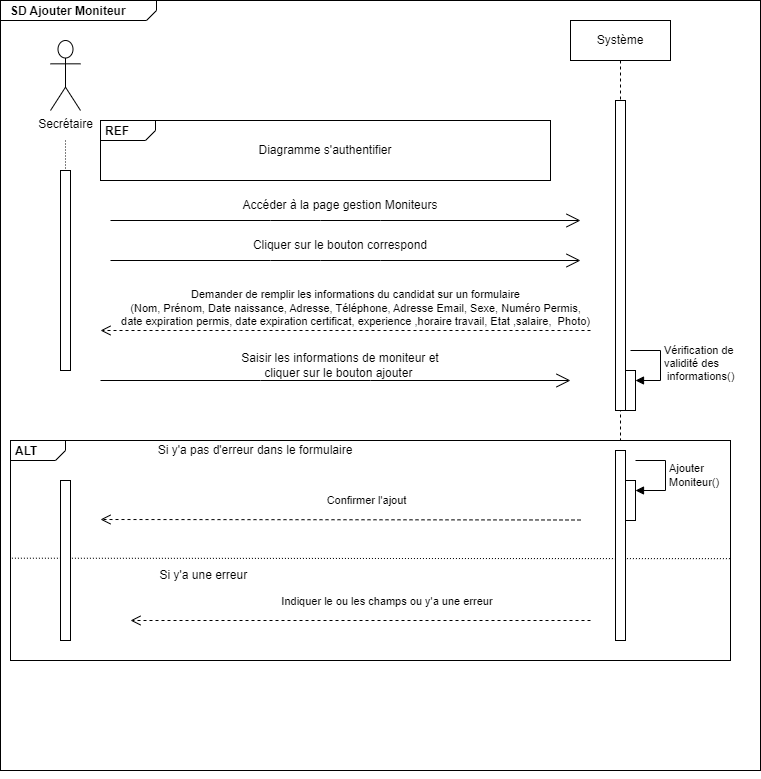 SD Ajouter Moniteur
Système
Secrétaire
REF
Diagramme s'authentifier
Accéder à la page gestion Moniteurs
Cliquer sur le bouton correspond
Demander de remplir les informations du candidat sur un formulaire
(Nom, Prénom, Date naissance, Adresse, Téléphone, Adresse Email, Sexe, Numéro Permis,
date expiration permis, date expiration certificat, experience ,horaire travail, Etat ,salaire, Photo)
Saisir les informations de moniteur et
cliquer sur le bouton ajouter
Vérification de
validité des
informations()
ALT
Si y'a pas d'erreur dans le formulaire
Ajouter
Moniteur()
Confirmer l'ajout
Si y'a une erreur
Indiquer le ou les champs ou y'a une erreur